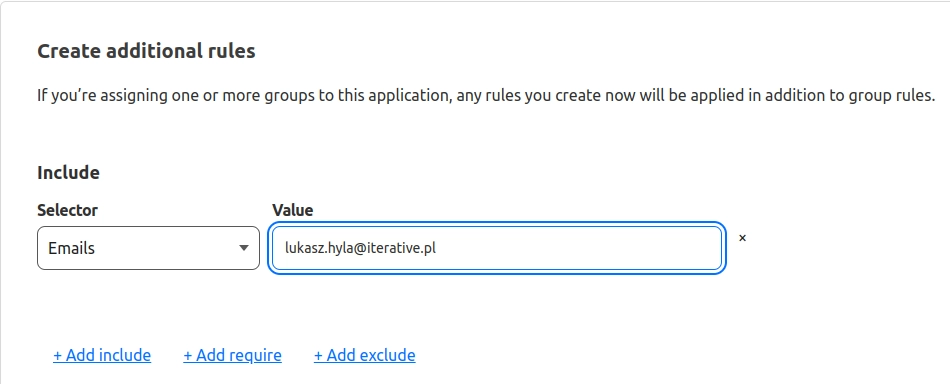 Create additional rules
If you’re assigning one or more groups to this application, any rules you create now will be applied in addition to group rules.
Include
Selector Value
Emails lukasz.hyla@iterative.pl ×
+ Add include + Add require + Add exclude